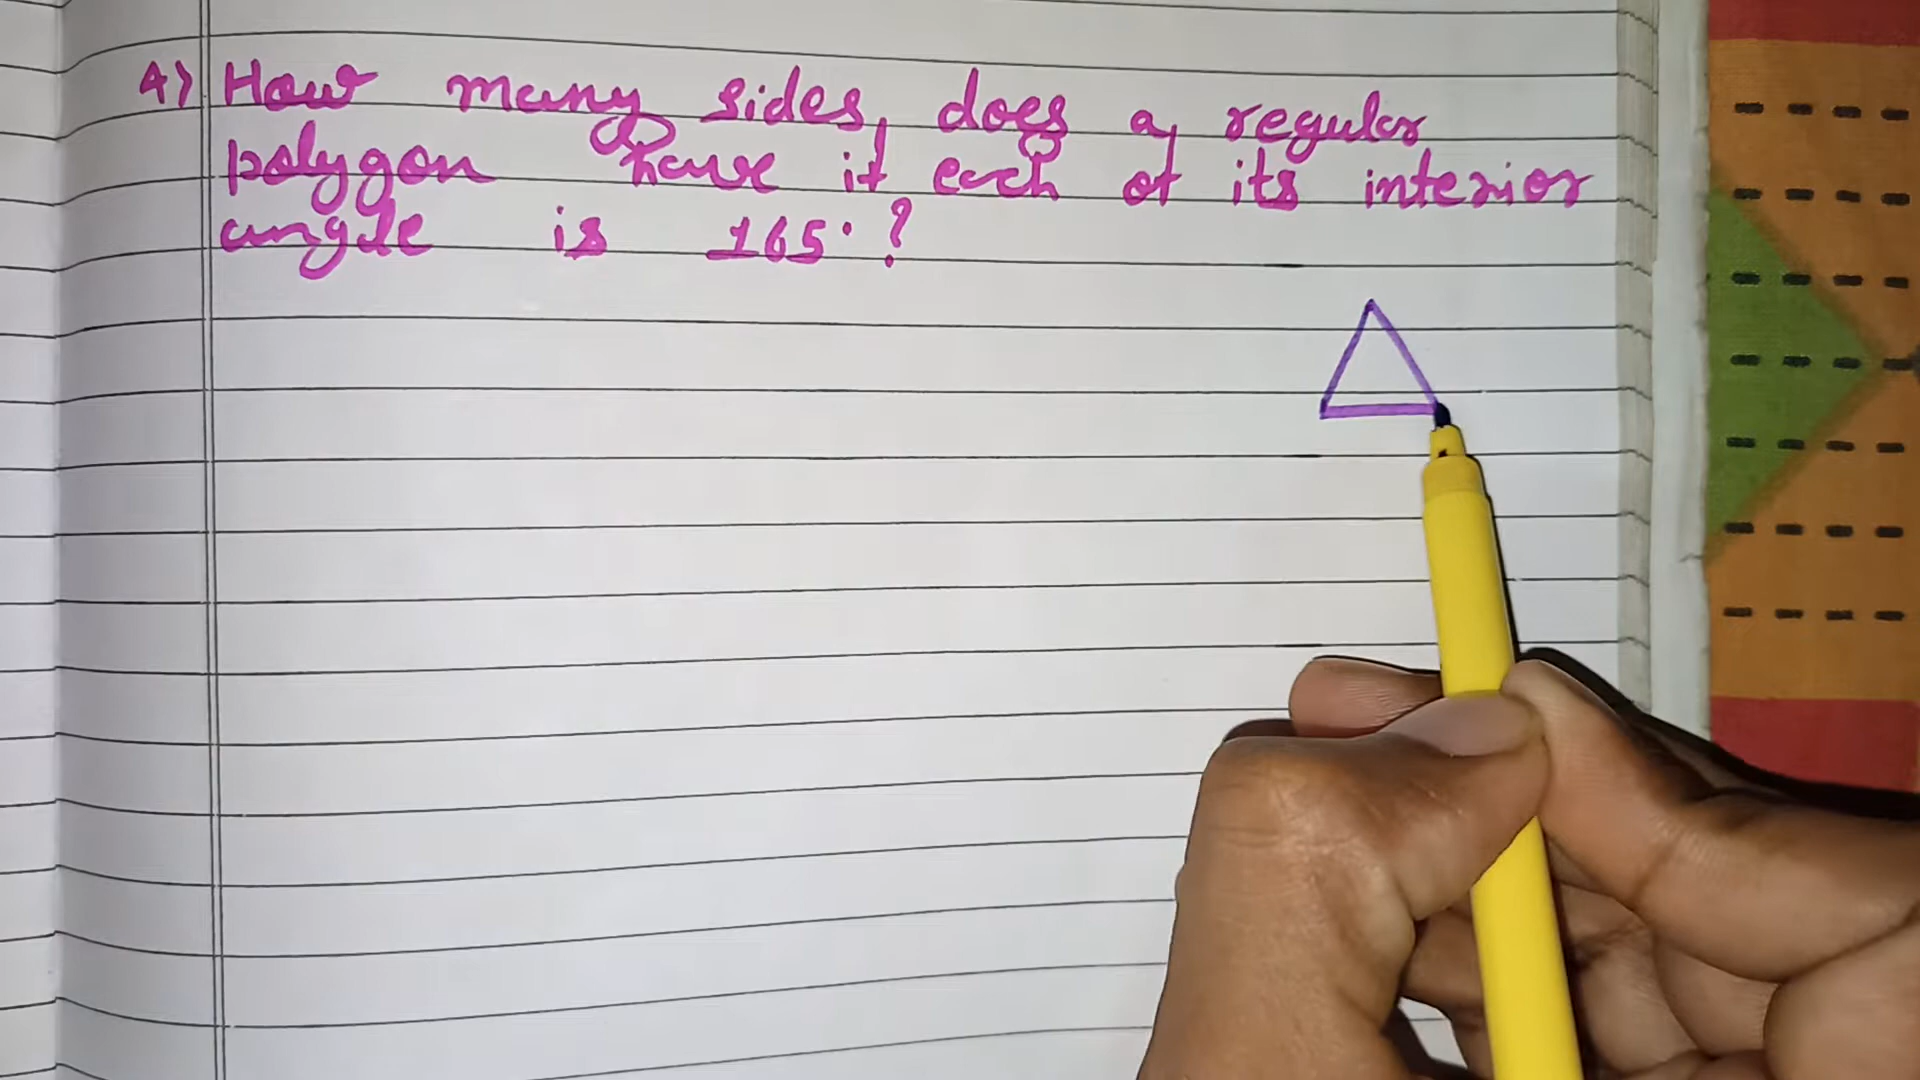 4) How many sides does a regular
polygon have if each of its interior
angle is 165°?